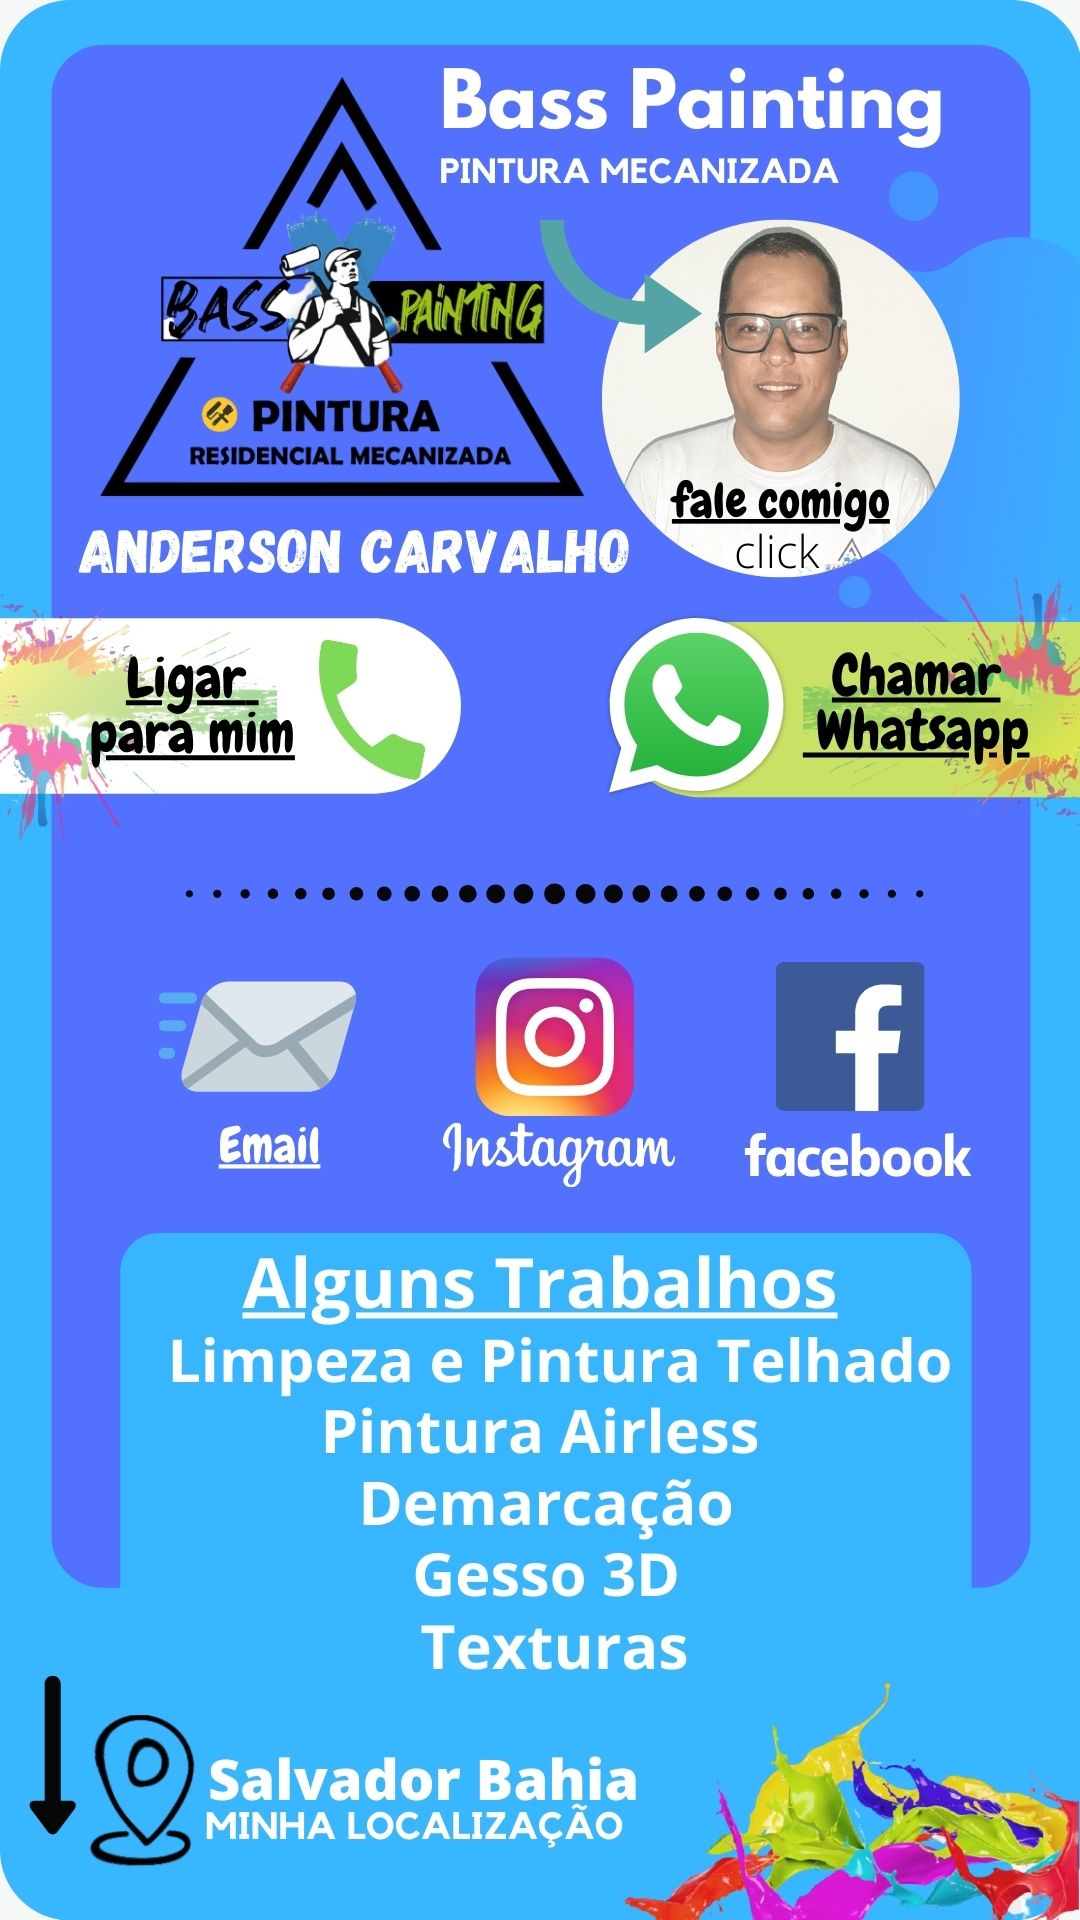 Bass Painting
PINTURA MECANIZADA
BASS PAINTING
PINTURA
RESIDENCIAL MECANIZADA
fale comigo
click
ANDERSON CARVALHO
Ligar
para mim
Chamar
Whatsapp
Email
Instagram
facebook
Alguns Trabalhos
Limpeza e Pintura Telhado
Pintura Airless
Demarcação
Gesso 3D
Texturas
Salvador Bahia
MINHA LOCALIZAÇÃO